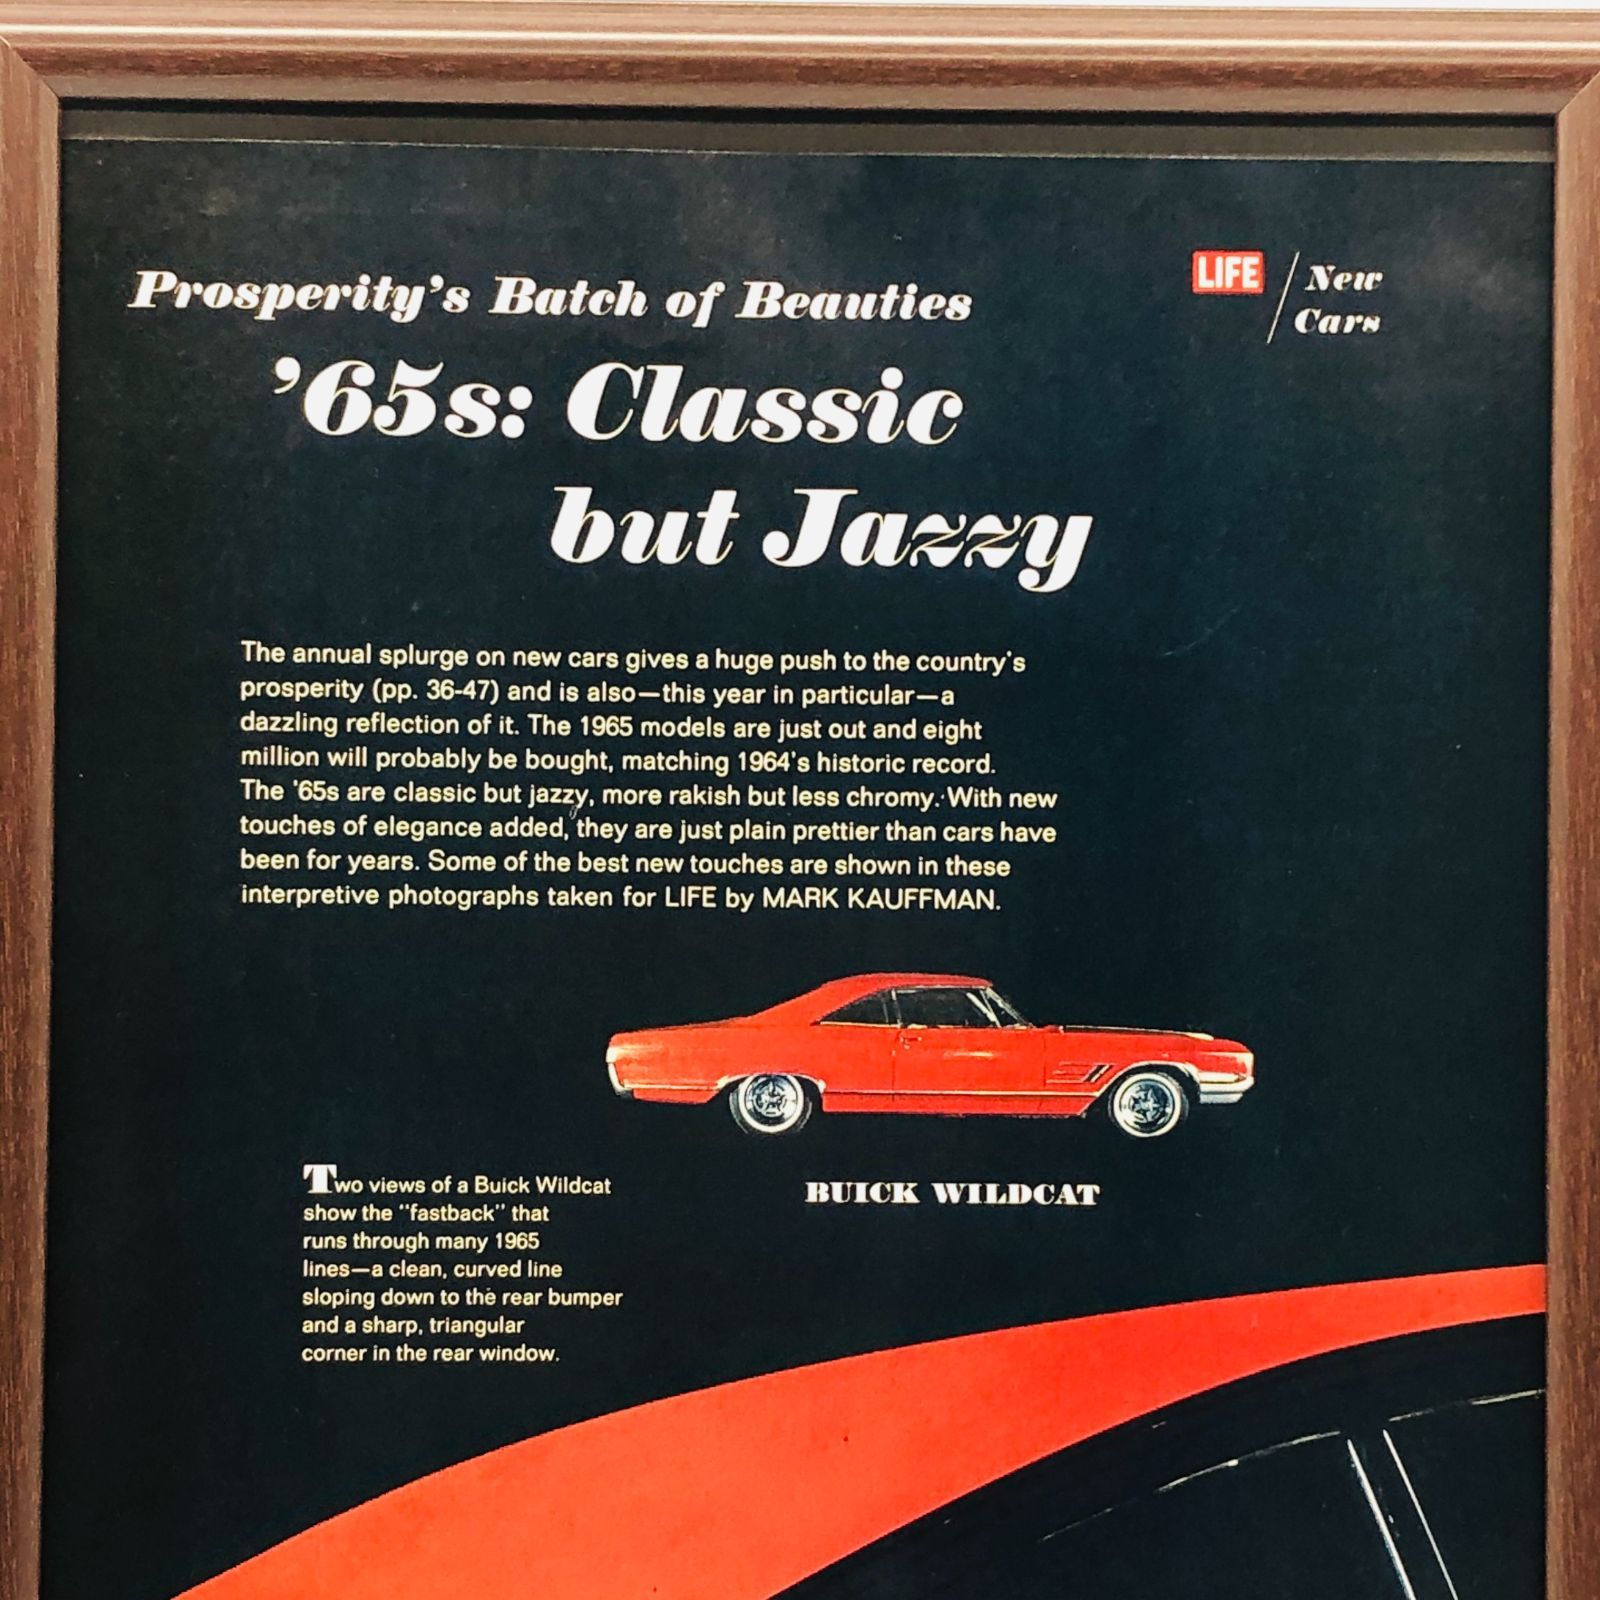 Prosperity's Batch of Beauties
LIFE / New
Cars
'65s: Classic
but Jazzy
The annual splurge on new cars gives a huge push to the country's
prosperity (pp. 36-47) and is also—this year in particular—a
dazzling reflection of it. The 1965 models are just out and eight
million will probably be bought, matching 1964's historic record.
The '65s are classic but jazzy, more rakish but less chromy. With new
touches of elegance added, they are just plain prettier than cars have
been for years. Some of the best new touches are shown in these
interpretive photographs taken for LIFE by MARK KAUFFMAN.
BUICK WILDCAT
Two views of a Buick Wildcat
show the "fastback" that
runs through many 1965
lines—a clean, curved line
sloping down to the rear bumper
and a sharp, triangular
corner in the rear window.